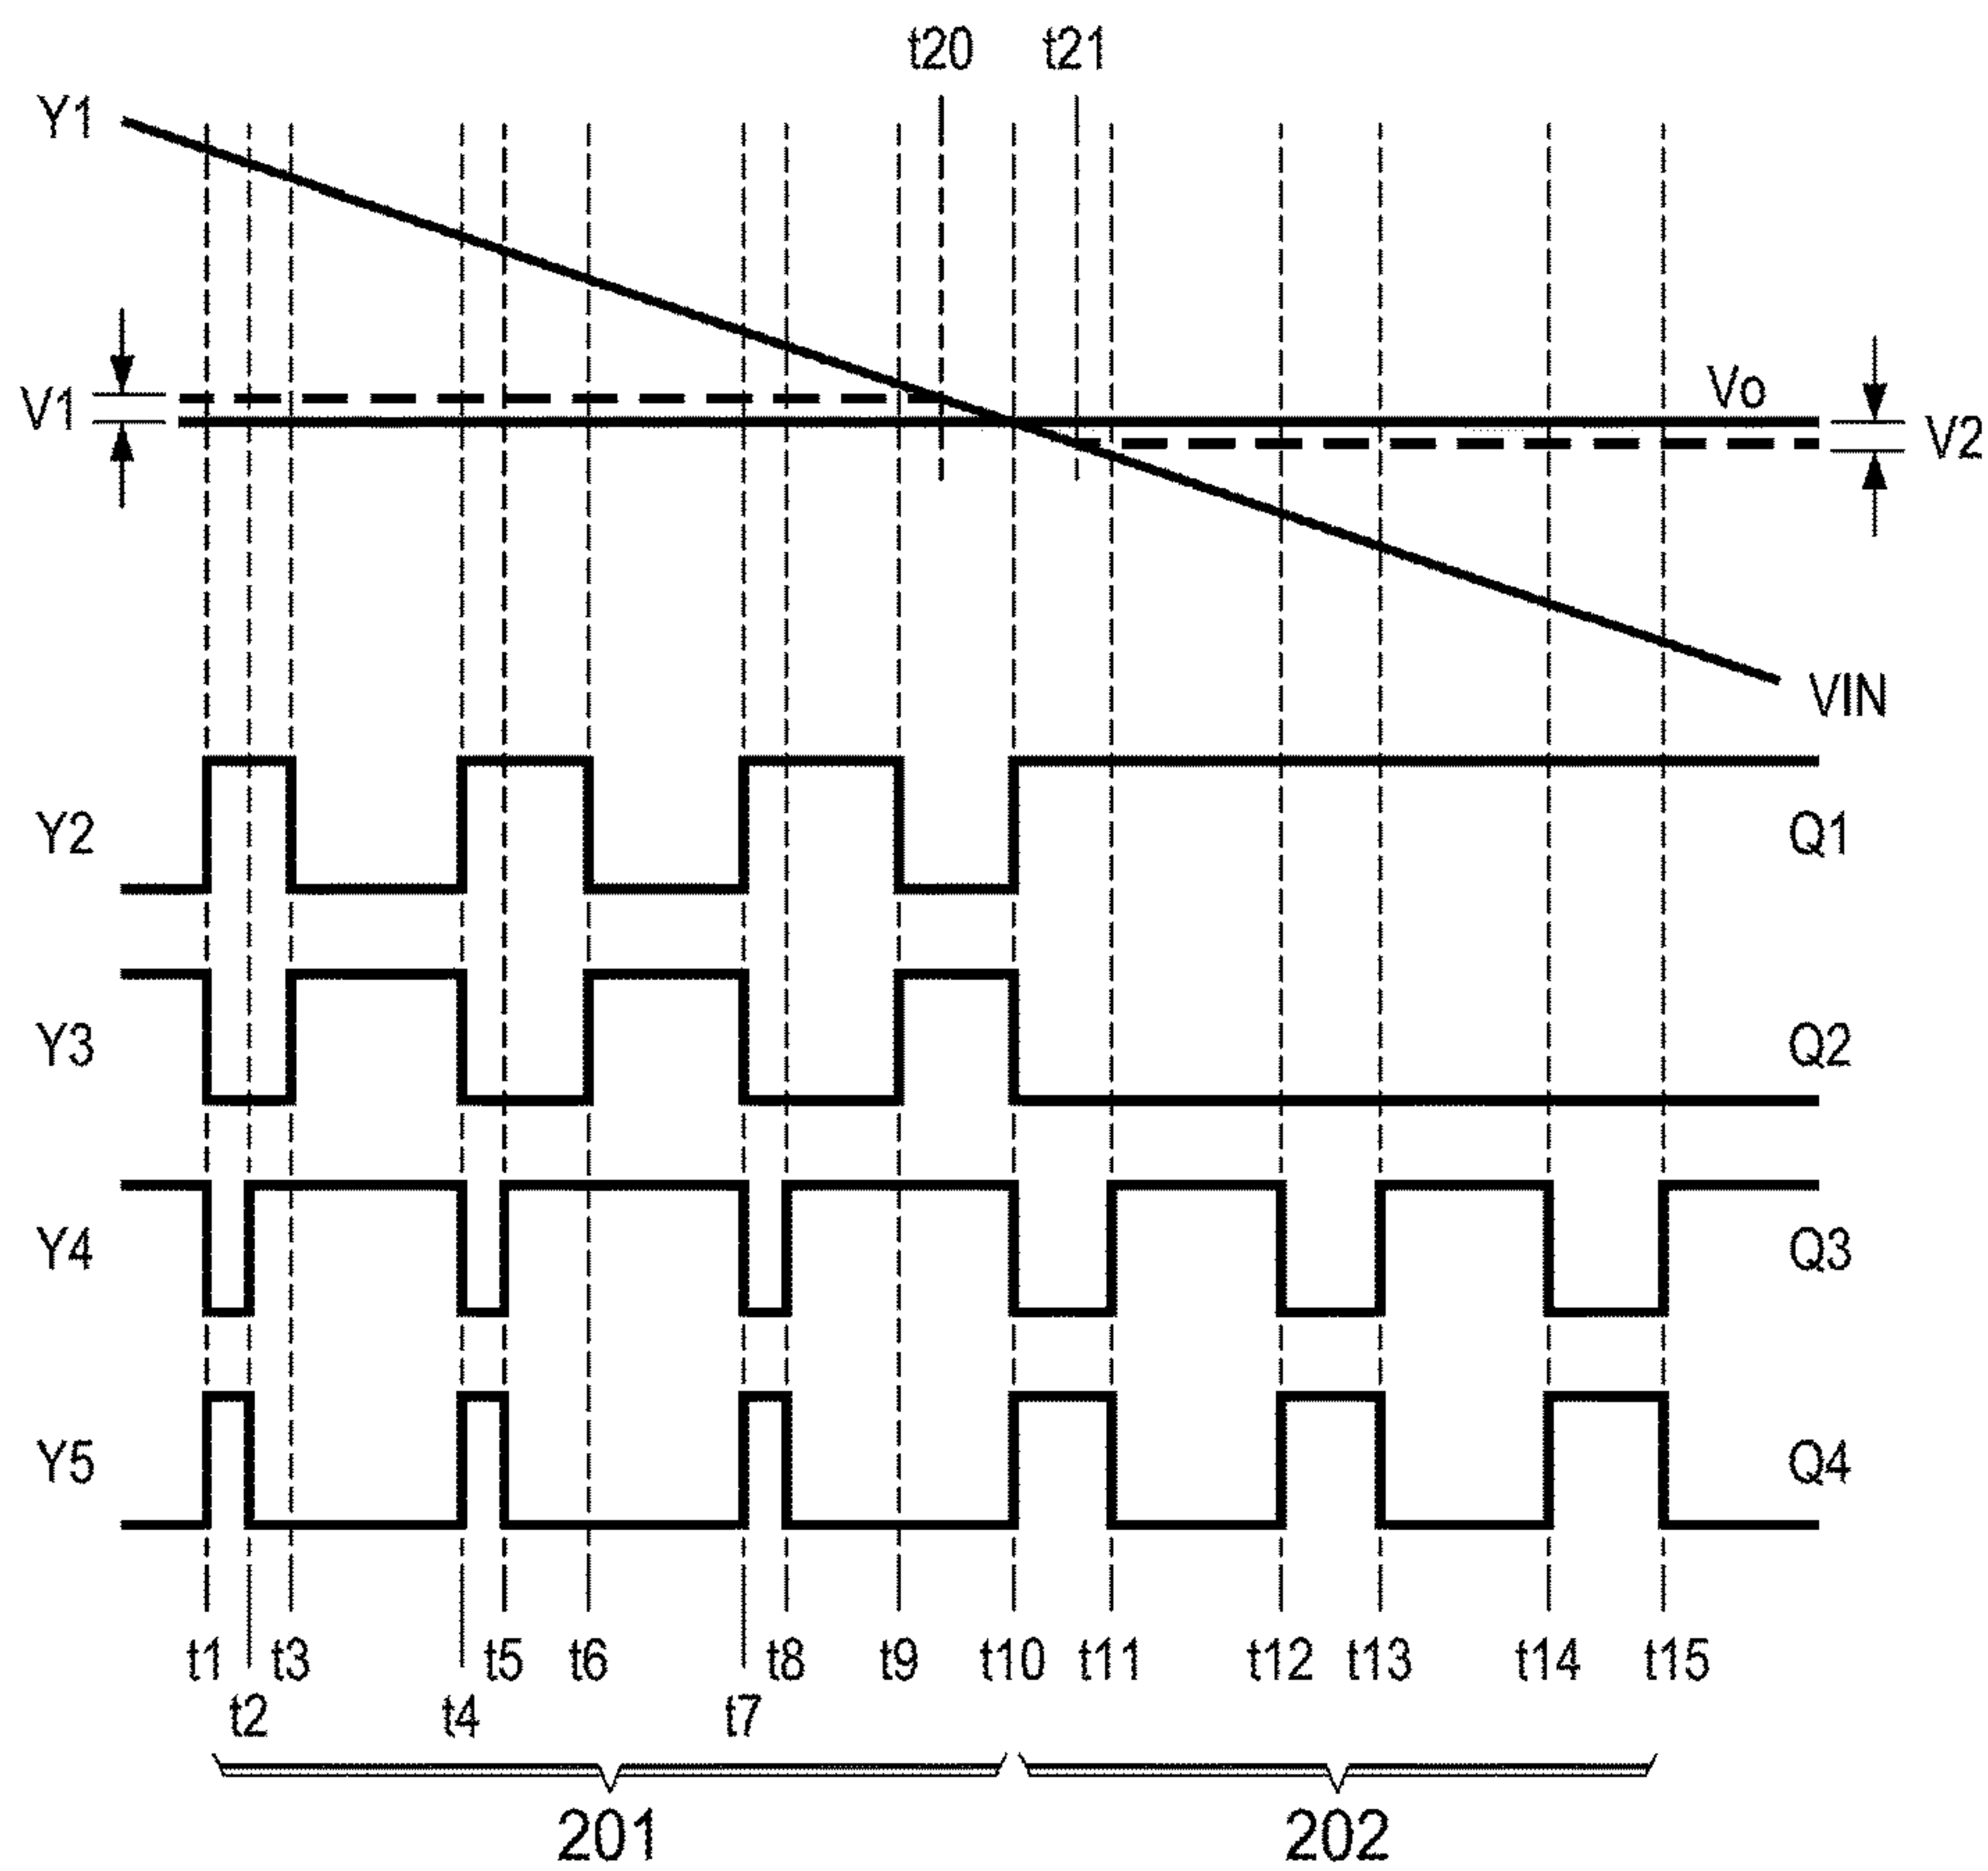 t20 t21
Y1
V1
Vo
V2
VIN
Y2 Q1
Y3 Q2
Y4 Q3
Y5 Q4
t1 t3 t5 t6 t8 t9 t10 t11 t12 t13 t14 t15
t2 t4 t7
201 202